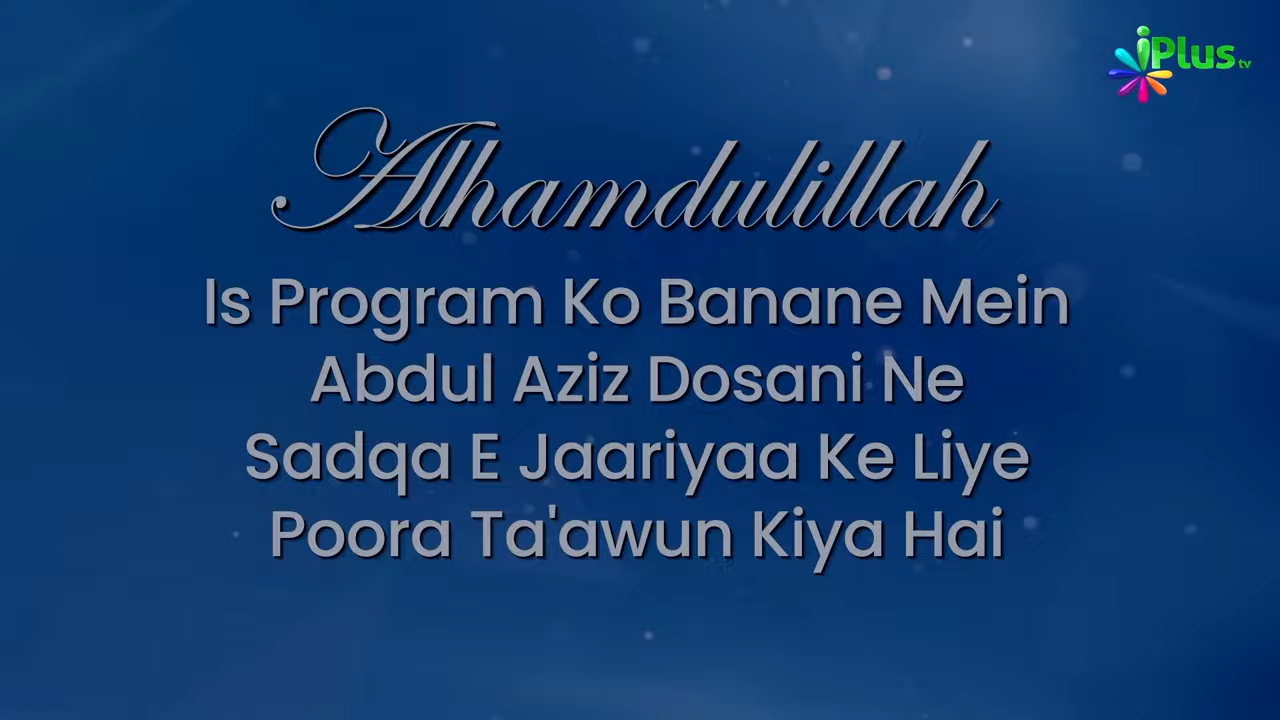 iPlus tv
Alhamdulillah
Is Program Ko Banane Mein
Abdul Aziz Dosani Ne
Sadqa E Jaariyaa Ke Liye
Poora Ta'awun Kiya Hai